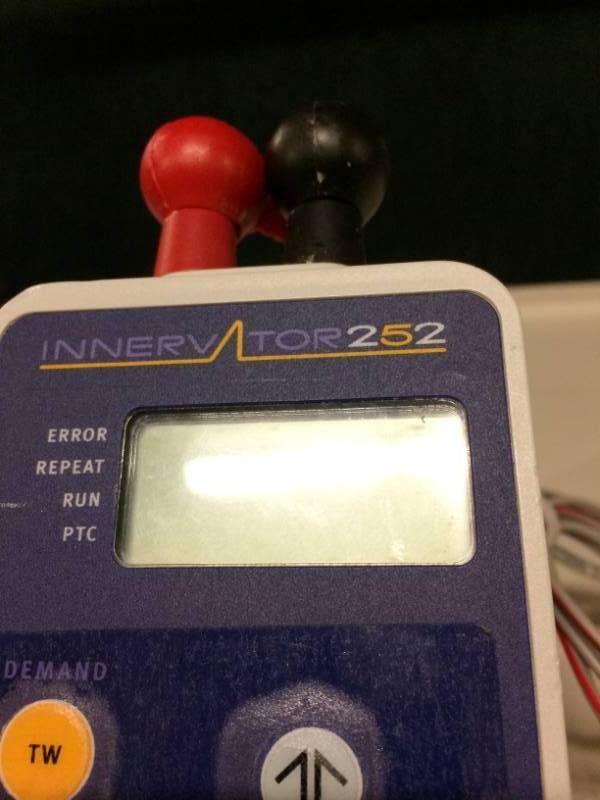 INNERVATOR252
ERROR
REPEAT
RUN
PTC
DEMAND
TW